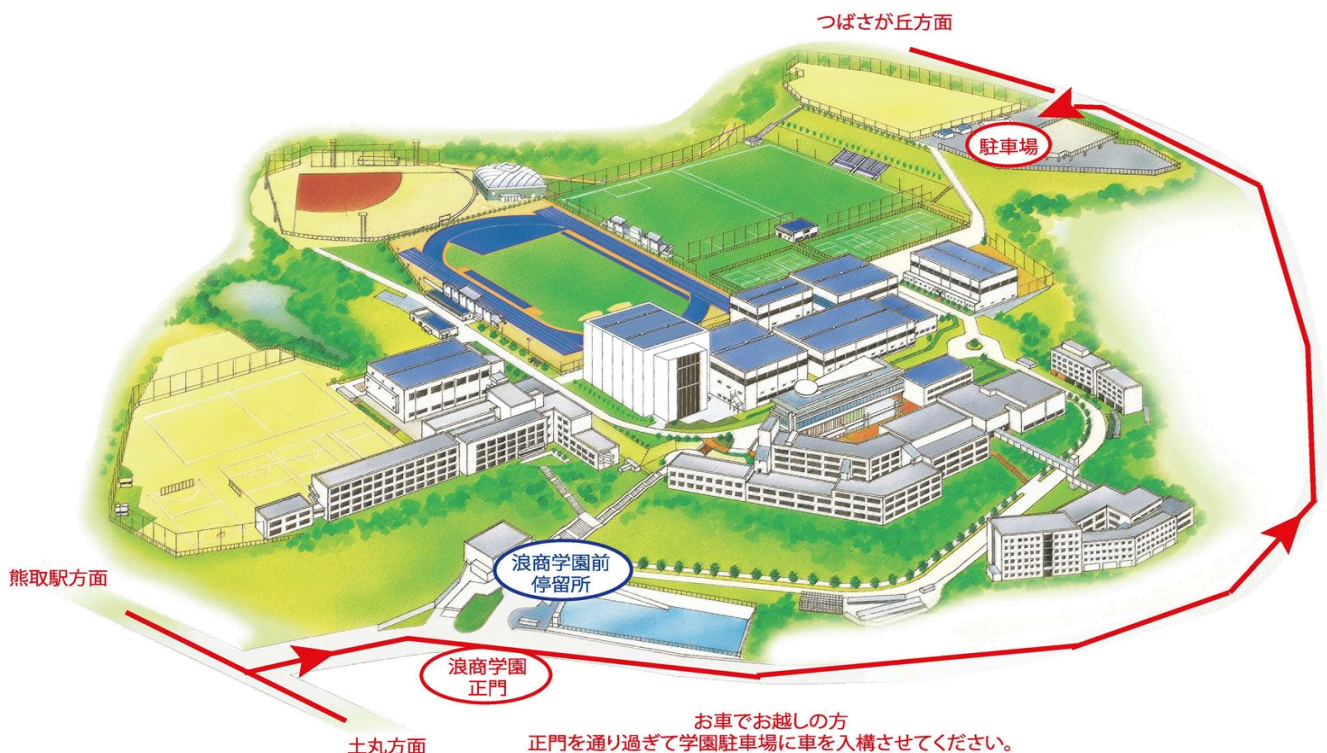 つばさが丘方面
駐車場
浪商学園前
停留所
熊取駅方面
浪商学園
正門
土丸方面
お車でお越しの方
正門を通り過ぎて学園駐車場に車を入構させてください。